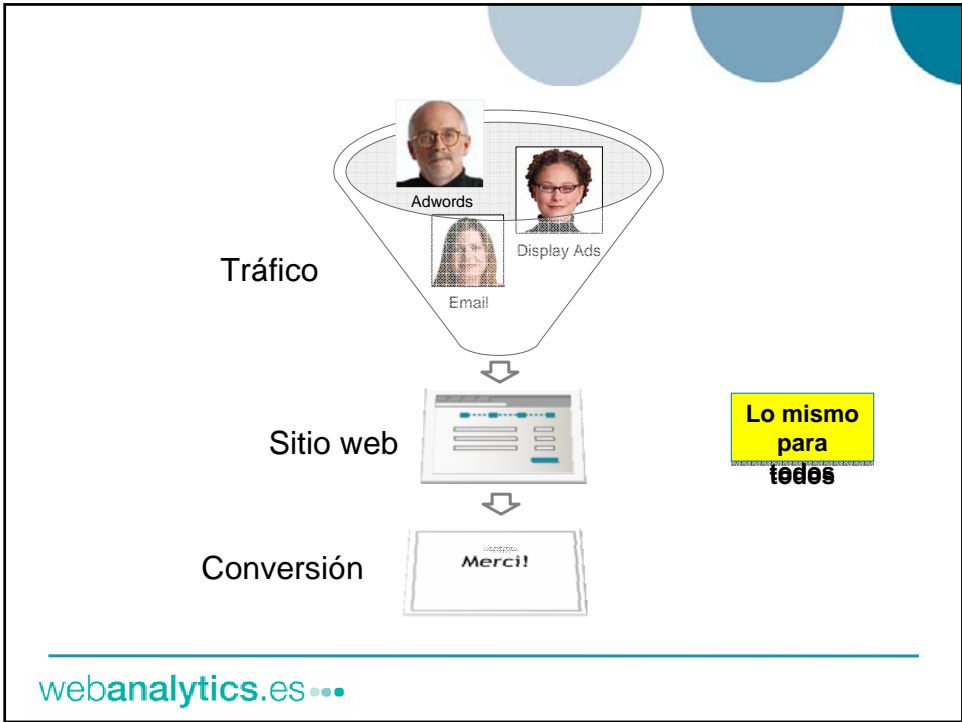 Adwords
Display Ads
Email
Tráfico
Sitio web
Lo mismo
para
todos
Conversión
Merci!
webanalytics.es